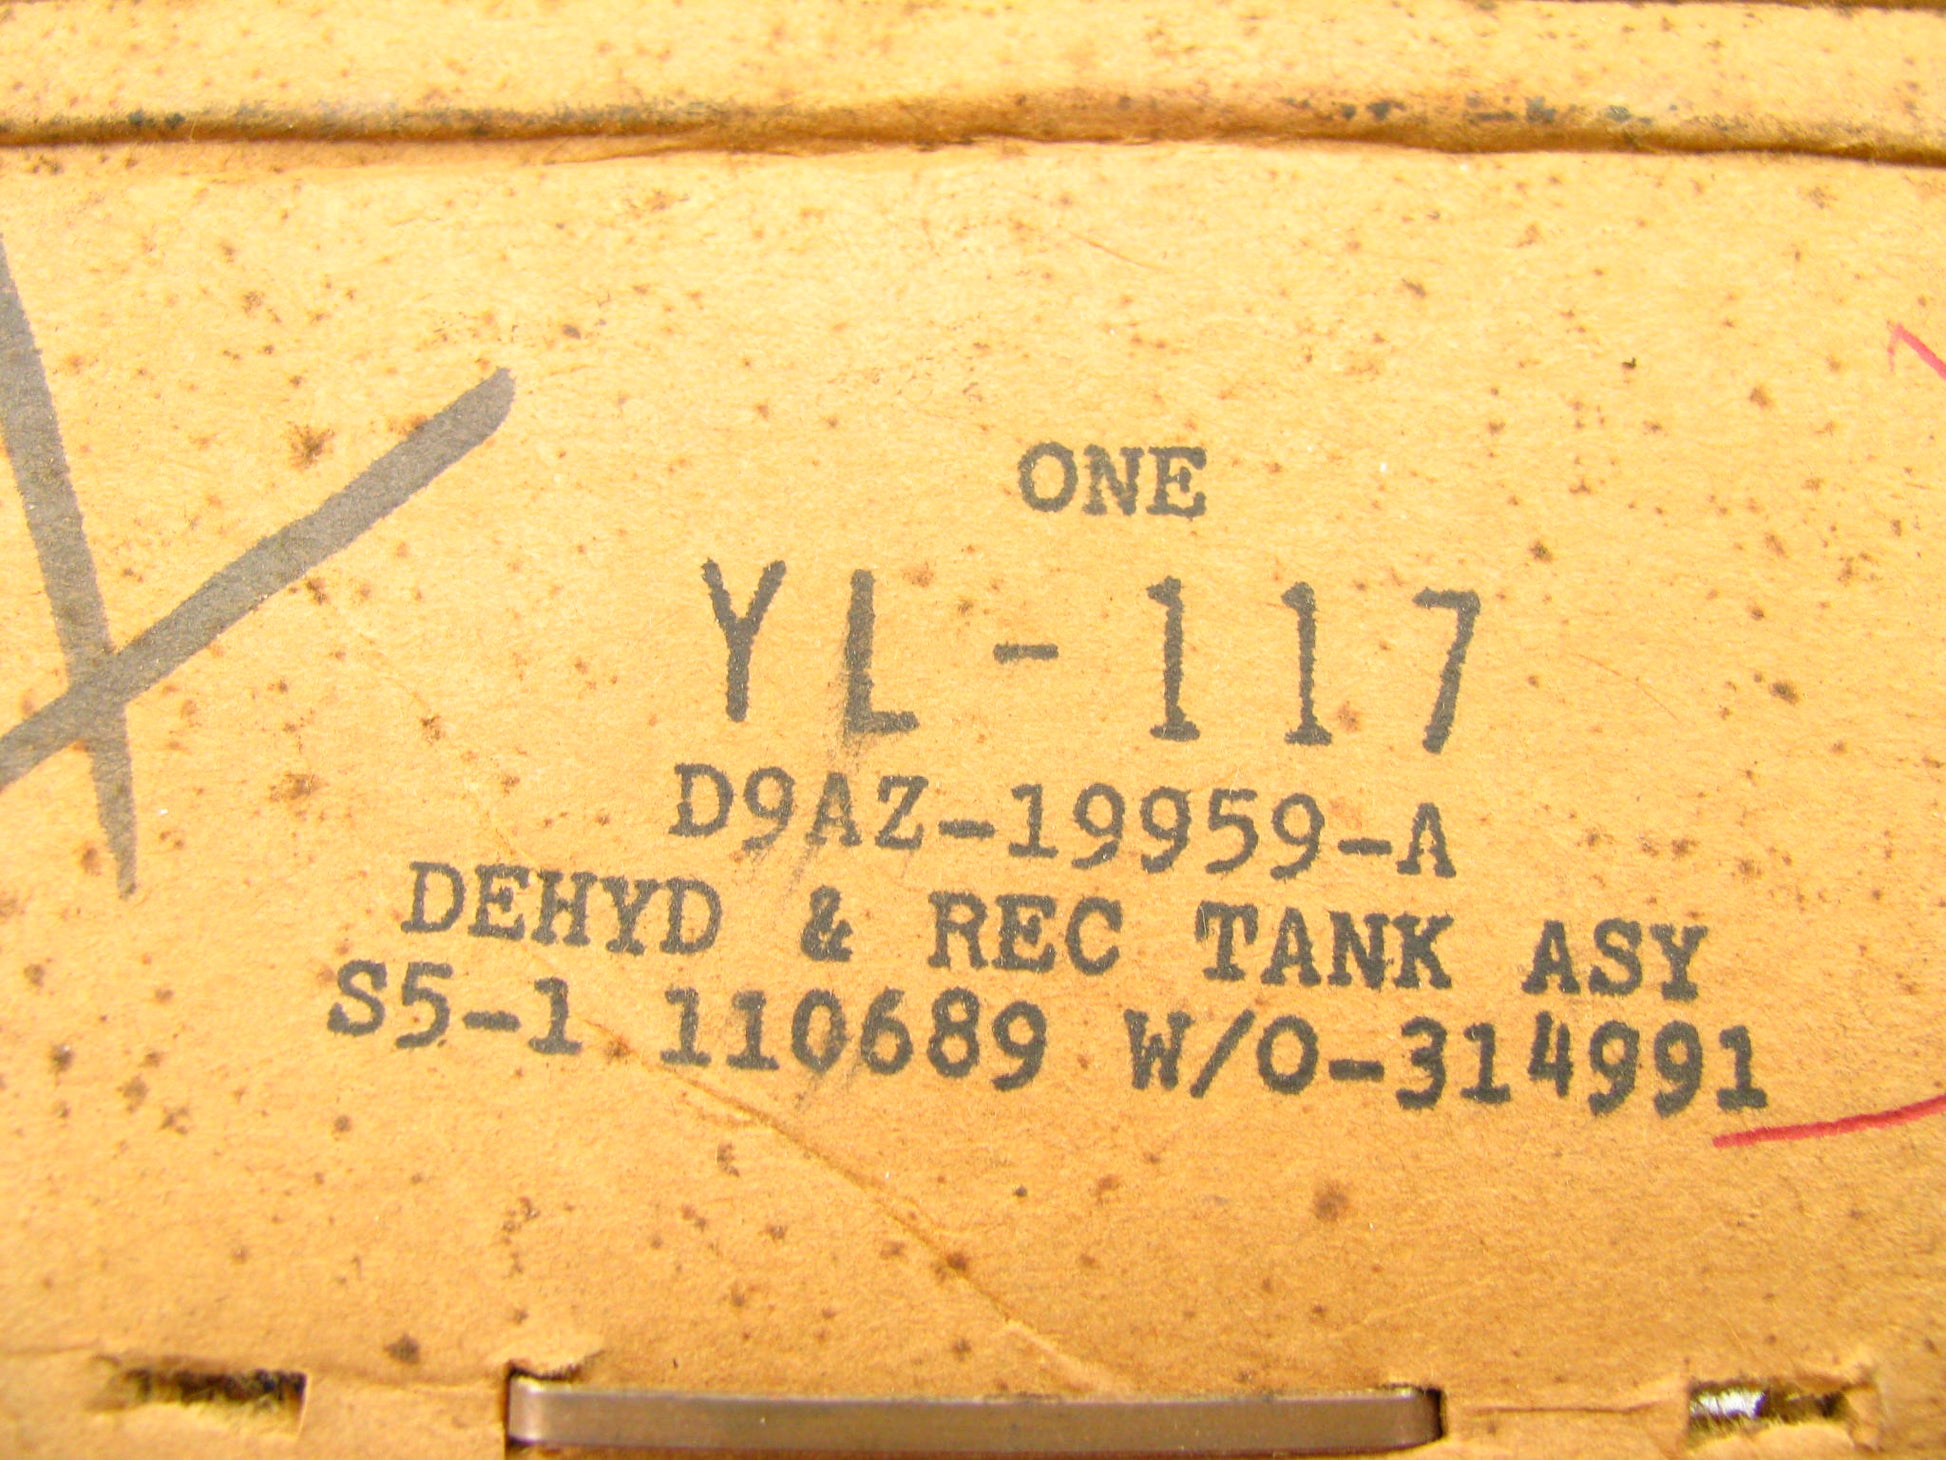 ONE
YL-117
D9AZ-19959-A
DEHYD & REC TANK ASY
S5-1 110689 W/O-314991